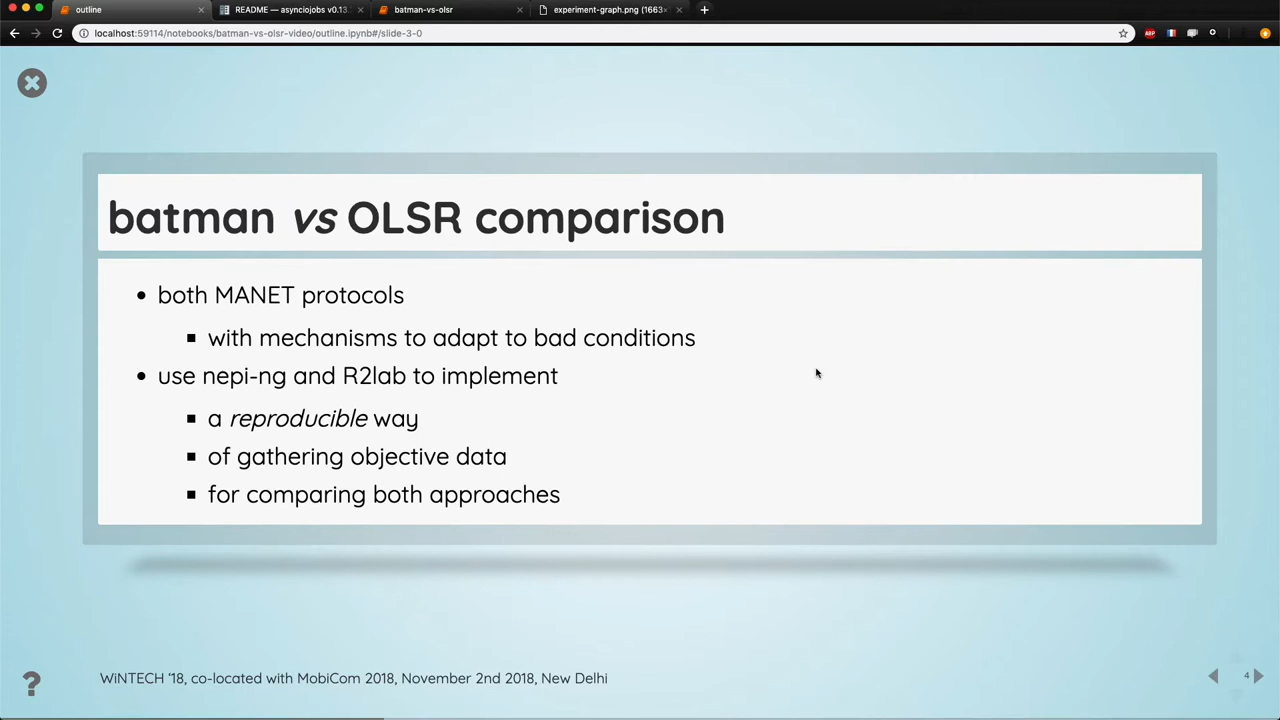 outline
README — asynciojobs v0.13.
batman-vs-olsr
experiment-graph.png (1663×
localhost:59114/notebooks/batman-vs-olsr-video/outline.ipynb#/slide-3-0
ABP
batman vs OLSR comparison
both MANET protocols
with mechanisms to adapt to bad conditions
use nepi-ng and R2lab to implement
a reproducible way
of gathering objective data
for comparing both approaches
?
WiNTECH '18, co-located with MobiCom 2018, November 2nd 2018, New Delhi
4